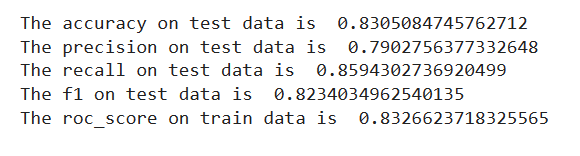 The accuracy on test data is  0.8305084745762712
The precision on test data is  0.7902756377332648
The recall on test data is  0.8594302736920499
The f1 on test data is  0.8234034962540135
The roc_score on train data is  0.8326623718325565